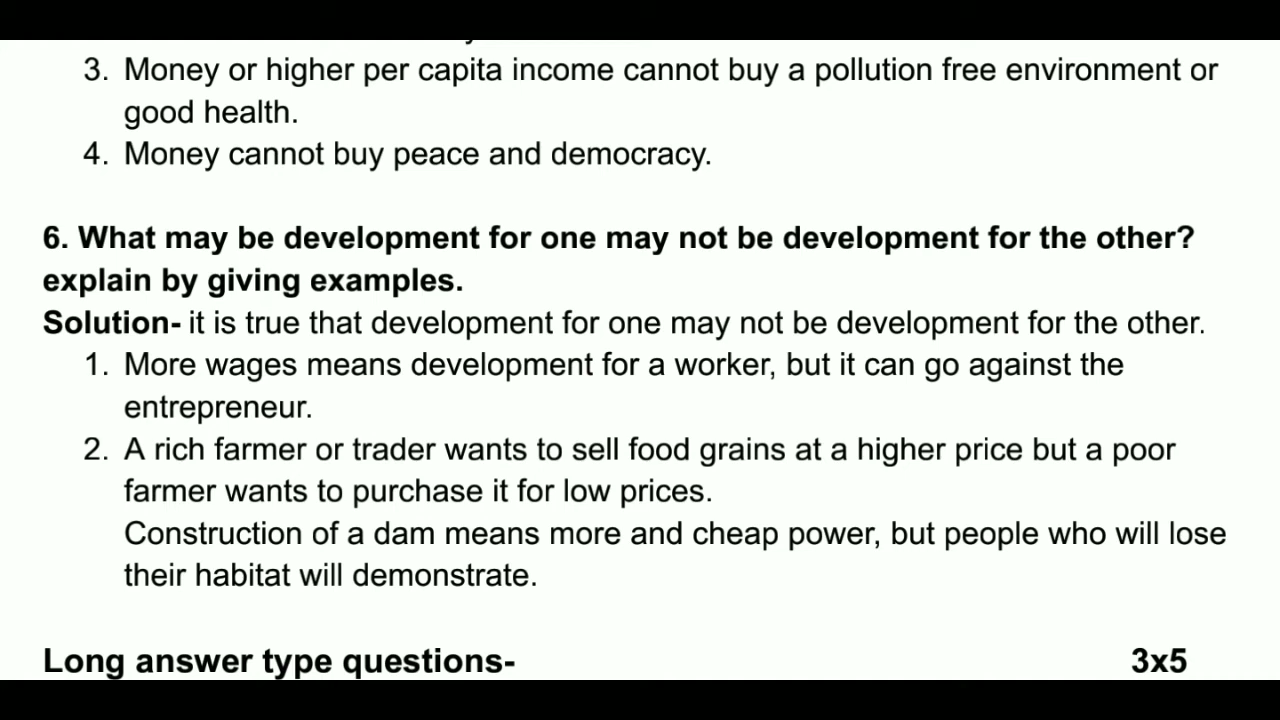 3. Money or higher per capita income cannot buy a pollution free environment or
good health.
4. Money cannot buy peace and democracy.
6. What may be development for one may not be development for the other?
explain by giving examples.
Solution- it is true that development for one may not be development for the other.
1. More wages means development for a worker, but it can go against the
entrepreneur.
2. A rich farmer or trader wants to sell food grains at a higher price but a poor
farmer wants to purchase it for low prices.
Construction of a dam means more and cheap power, but people who will lose
their habitat will demonstrate.
Long answer type questions- 3x5